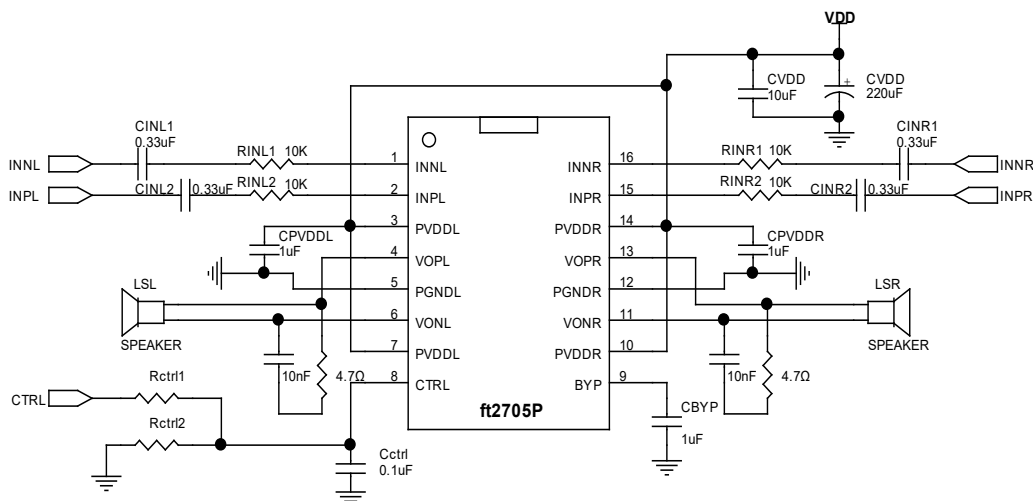 VDD
CVDD
10uF
+
CVDD
220uF
CINL1
0.33uF
RINL1 10K
INNL
CINL2
0.33uF
RINL2 10K
INPL
CINR1
0.33uF
RINR1 10K
INNR
RINR2 10K
CINR2
0.33uF
INPR
1 INNL
2 INPL
3 PVDDL
4 VOPL
5 PGNDL
6 VONL
7 PVDDL
8 CTRL
INNR 16
INPR 15
PVDDR 14
VOPR 13
PGNDR 12
VONR 11
PVDDR 10
BYP 9
ft2705P
CPVDDL
1uF
CPVDDR
1uF
LSL
SPEAKER
LSR
SPEAKER
10nF
4.7Ω
10nF
4.7Ω
CTRL
Rctrl1
Rctrl2
Cctrl
0.1uF
CBYP
1uF